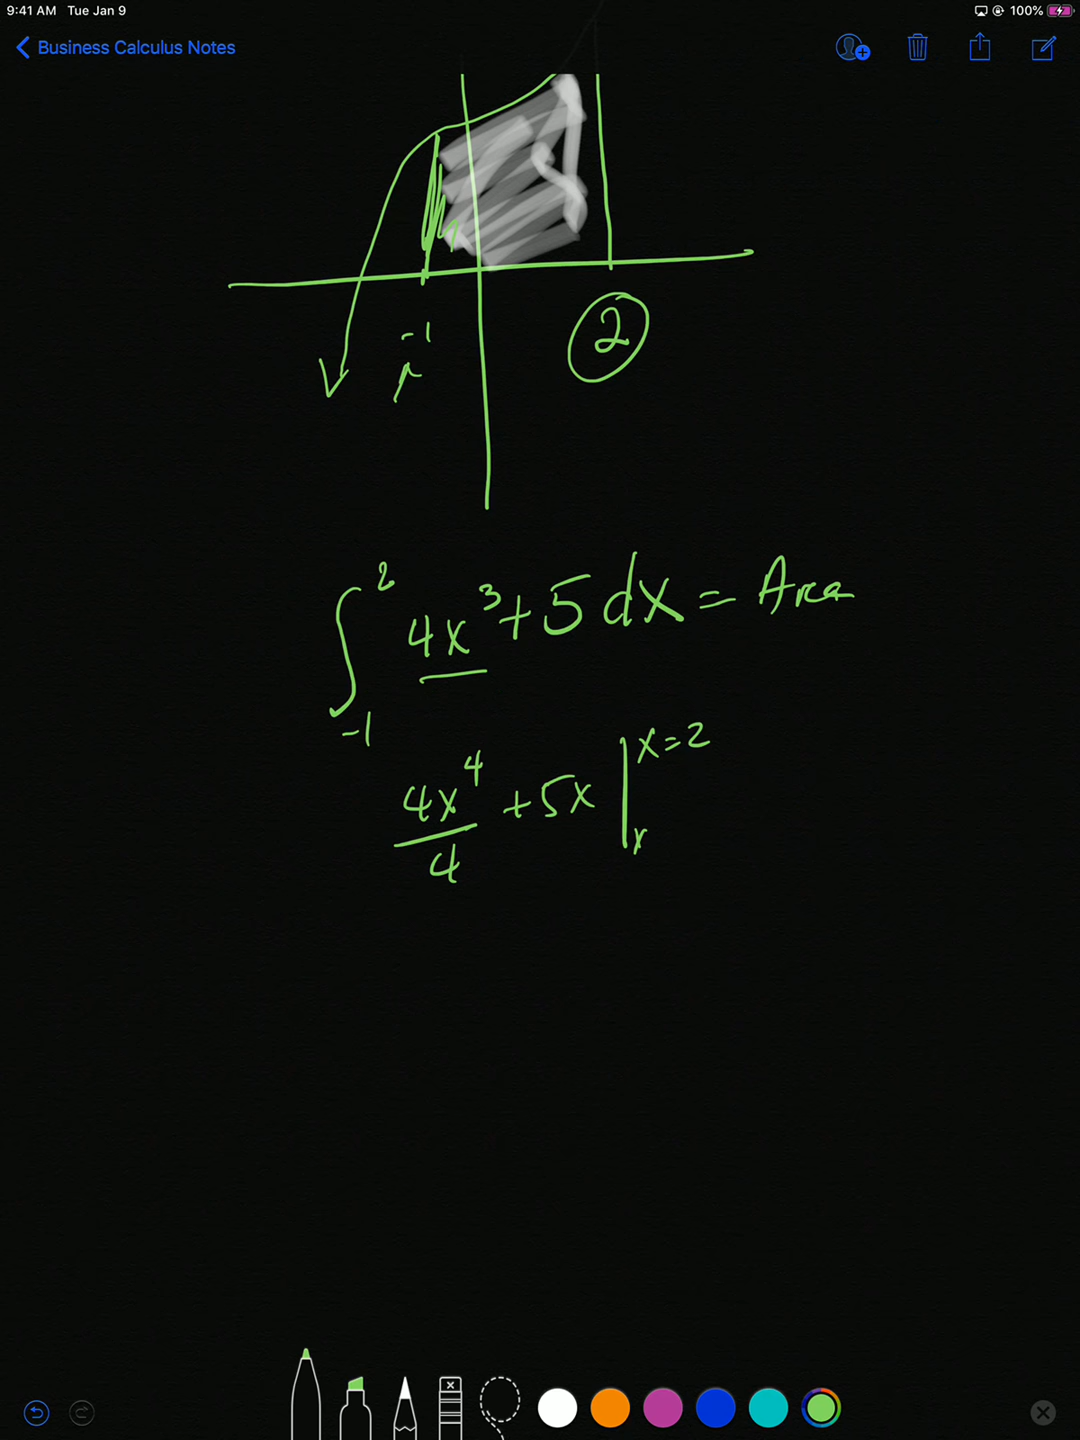 9:41 AM Tue Jan 9
100%
Business Calculus Notes
-1
2
∫ 2 -1 4x³+5 dx = Area
4x⁴/4 +5x | x=2 x